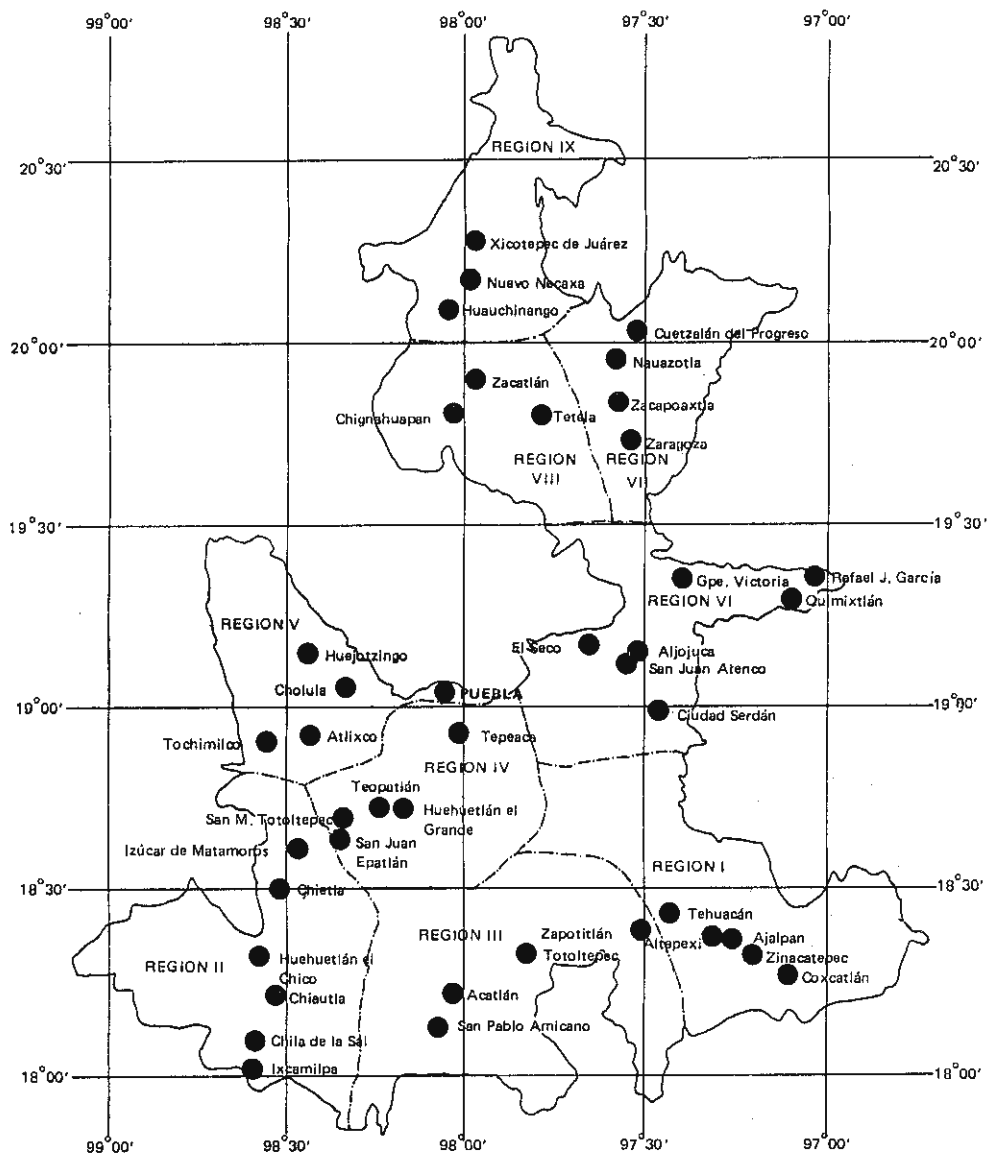 99°00'
98°30'
98°00'
97°30'
97°00'
REGION IX
20°30'
20°30'
Xicotepec de Juárez
Nuevo Necaxa
Huauchinango
Cuetzalán del Progreso
20°00'
20°00'
Nauazotla
Zacatlán
Zacapoaxtla
Chignahuapan
Tetela
Zaragoza
REGION
VIII
REGION
VII
19°30'
19°30'
Gpe. Victoria
Rafael J. García
REGION VI
Quimixtlán
REGION V
Huejotzingo
El Seco
Aljojuca
San Juan Atenco
Cholula
PUEBLA
19°00'
19°00'
Ciudad Serdán
Tochimilco
Atlixco
Tepeaca
REGION IV
Teopatlán
San M. Totoltepec
Huehuetlán el
Grande
Izúcar de Matamoros
San Juan
Epatlán
REGION I
18°30'
18°30'
Chietla
Tehuacán
REGION III
Zapotitlán
Altepexi
Ajalpan
REGION II
Huehuetlán el
Chico
Totoltepec
Zinacatepec
Coxcatlán
Chiautla
Acatlán
San Pablo Amicano
Chila de la Sal
Ixcamilpa
18°00'
18°00'
99°00'
98°30'
98°00'
97°30'
97°00'